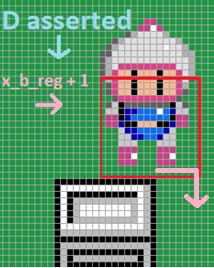 D asserted
x_b_reg + 1